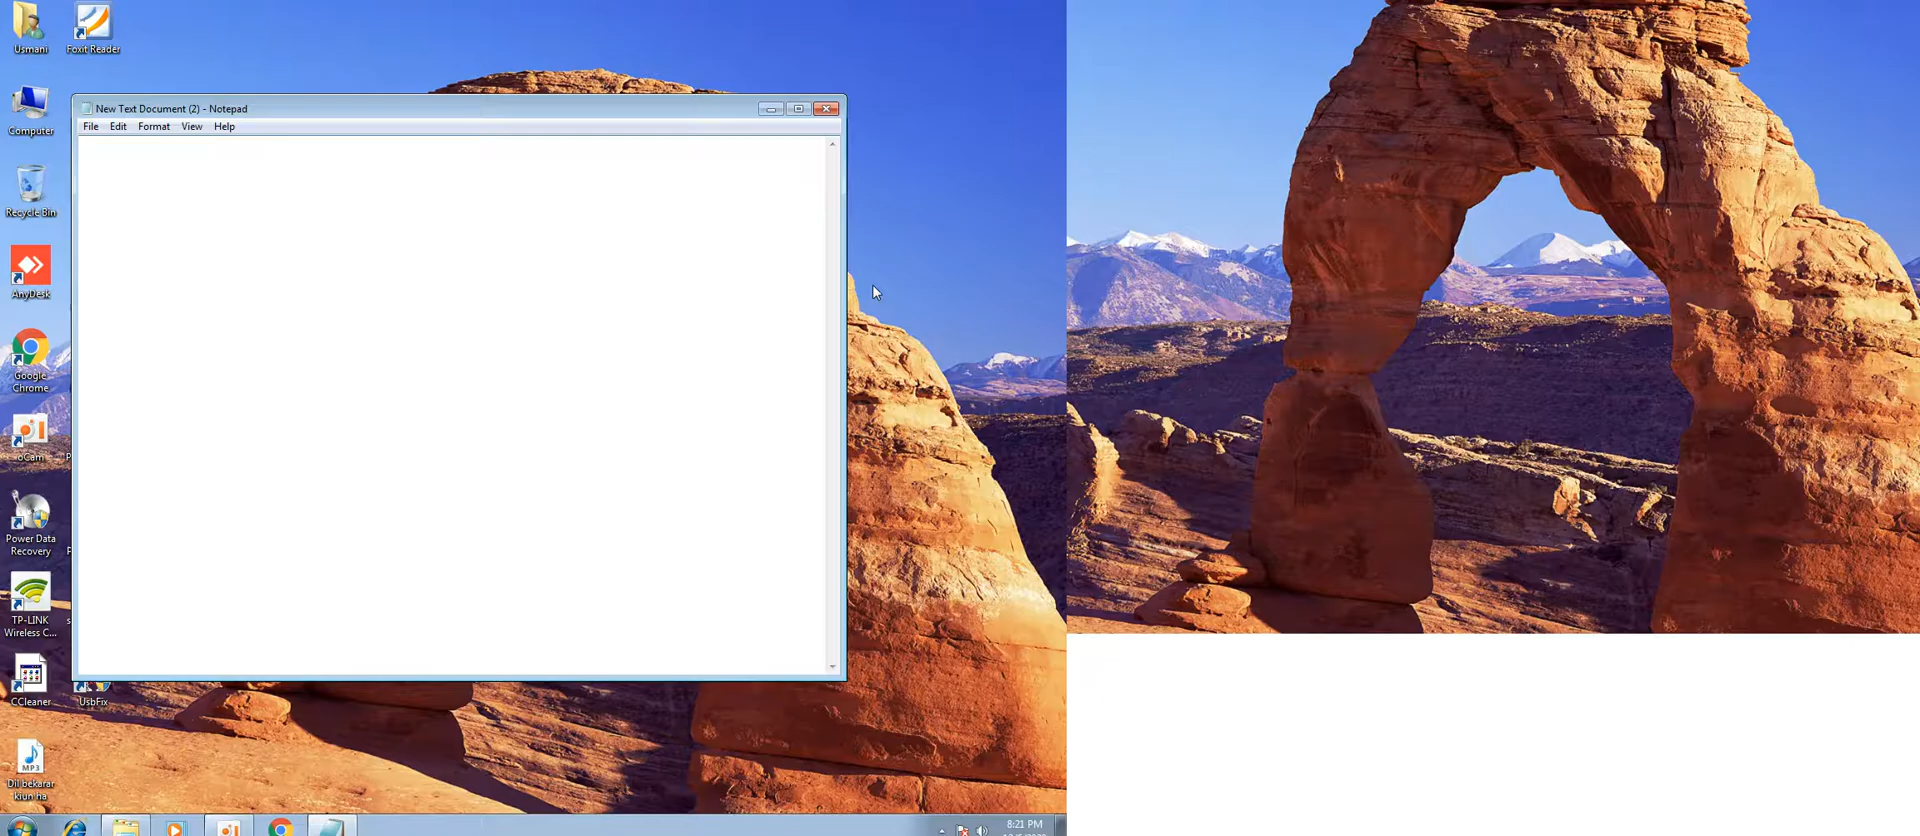 Usmani
Foxit Reader
Computer
Recycle Bin
AnyDesk
Google
Chrome
oCam
Power Data
Recovery
TP-LINK
Wireless C...
CCleaner
UsbFix
MP3
Dil bekarar
kiun ha
New Text Document (2) - Notepad
File Edit Format View Help
8:21 PM